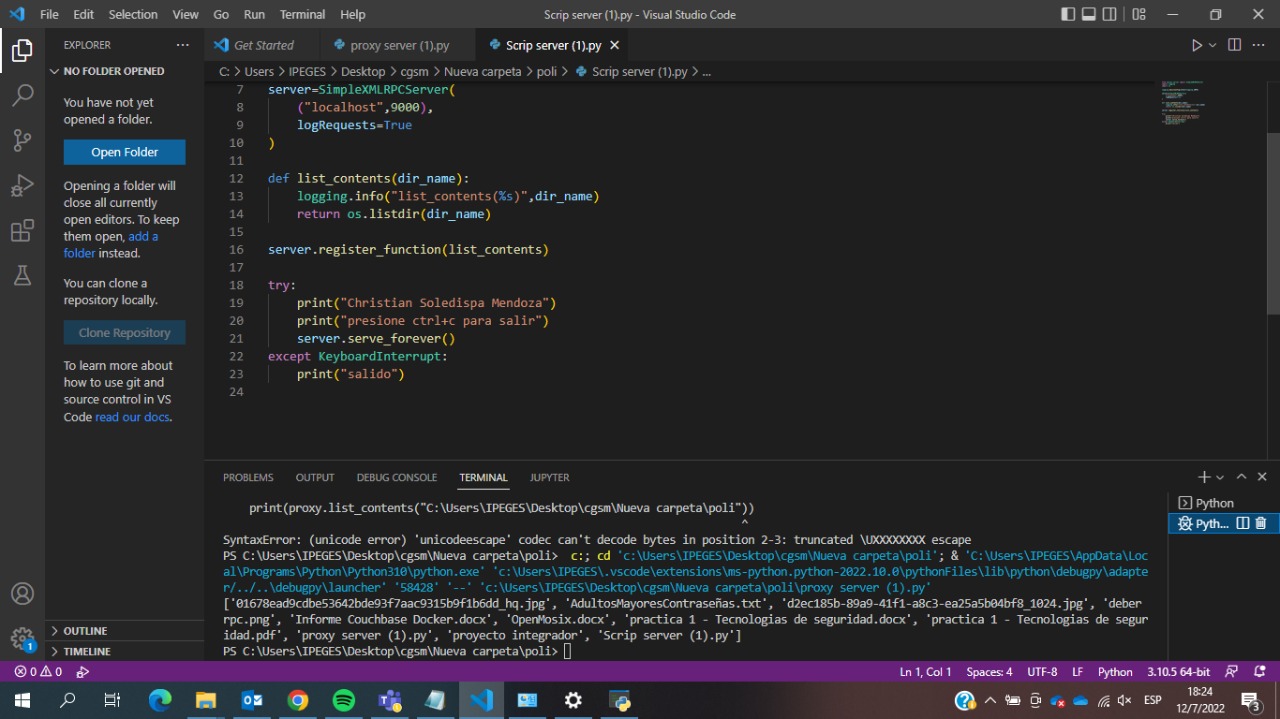 File Edit Selection View Go Run Terminal Help Scrip server (1).py - Visual Studio Code
EXPLORER ··· Get Started proxy server (1).py Scrip server (1).py
NO FOLDER OPENED
C: > Users > IPEGES > Desktop > cgsm > Nueva carpeta > poli > Scrip server (1).py > ...
You have not yet
opened a folder.
Open Folder
Opening a folder will
close all currently
open editors. To keep
them open, add a
folder instead.
You can clone a
repository locally.
Clone Repository
To learn more about
how to use git and
source control in VS
Code read our docs.
OUTLINE
TIMELINE
7 server=SimpleXMLRPCServer(
8 ("localhost",9000),
9 logRequests=True
10 )
11
12 def list_contents(dir_name):
13 logging.info("list_contents(%s)",dir_name)
14 return os.listdir(dir_name)
15
16 server.register_function(list_contents)
17
18 try:
19 print("Christian Soledispa Mendoza")
20 print("presione ctrl+c para salir")
21 server.serve_forever()
22 except KeyboardInterrupt:
23 print("salido")
24
PROBLEMS OUTPUT DEBUG CONSOLE TERMINAL JUPYTER
print(proxy.list_contents("C:\Users\IPEGES\Desktop\cgsm\Nueva carpeta\poli"))
^
SyntaxError: (unicode error) 'unicodeescape' codec can't decode bytes in position 2-3: truncated \UXXXXXXXX escape
PS C:\Users\IPEGES\Desktop\cgsm\Nueva carpeta\poli> c:; cd 'c:\Users\IPEGES\Desktop\cgsm\Nueva carpeta\poli'; & 'C:\Users\IPEGES\AppData\Loc
al\Programs\Python\Python310\python.exe' 'c:\Users\IPEGES\.vscode\extensions\ms-python.python-2022.10.0\pythonFiles\lib\python\debugpy\adapte
r/../..\debugpy\launcher' '58428' '--' 'c:\Users\IPEGES\Desktop\cgsm\Nueva carpeta\poli\proxy server (1).py'
['01678ead9cdbe53642bde93f7aac9315b9f1b6dd_hq.jpg', 'AdultosMayoresContraseñas.txt', 'd2ec185b-89a9-41f1-a8c3-ea25a5b04bf8_1024.jpg', 'deber
rpc.png', 'Informe Couchbase Docker.docx', 'OpenMosix.docx', 'practica 1 - Tecnologias de seguridad.docx', 'practica 1 - Tecnologias de segur
idad.pdf', 'proxy server (1).py', 'proyecto integrador', 'Scrip server (1).py']
PS C:\Users\IPEGES\Desktop\cgsm\Nueva carpeta\poli>
Python
Pyth...
1
0 0 Ln 1, Col 1 Spaces: 4 UTF-8 LF Python 3.10.5 64-bit
ESP
18:24
12/7/2022
3